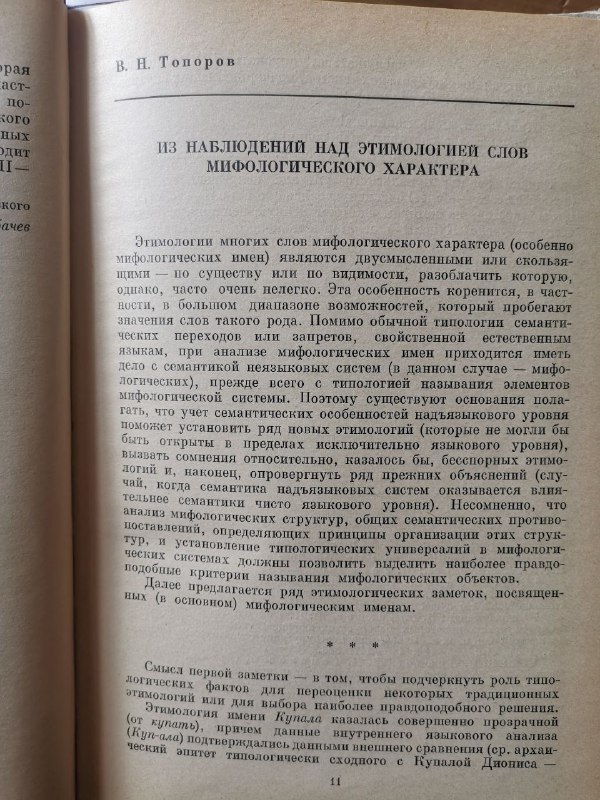 орая
част-
по-
кого
ных
одит
II—
кого
бачев
В. Н. Топоров
ИЗ НАБЛЮДЕНИЙ НАД ЭТИМОЛОГИЕЙ СЛОВ
МИФОЛОГИЧЕСКОГО ХАРАКТЕРА
Этимологии многих слов мифологического характера (особенно
мифологических имен) являются двусмысленными или скользя-
щими — по существу или по видимости, разоблачить которую,
однако, часто очень нелегко. Эта особенность коренится, в част-
ности, в большом диапазоне возможностей, который пробегают
значения слов такого рода. Помимо обычной типологии семанти-
ческих переходов или запретов, свойственной естественным
языкам, при анализе мифологических имен приходится иметь
дело с семантикой неязыковых систем (в данном случае — мифо-
логических), прежде всего с типологией называния элементов
мифологической системы. Поэтому существуют основания пола-
гать, что учет семантических особенностей надъязыкового уровня
поможет установить ряд новых этимологий (которые не могли бы
быть открыты в пределах исключительно языкового уровня),
вызвать сомнения относительно, казалось бы, бесспорных этимо-
логий и, наконец, опровергнуть ряд прежних объяснений (слу-
чай, когда семантика надъязыковых систем оказывается влия-
тельнее семантики чисто языкового уровня). Несомненно, что
анализ мифологических структур, общих семантических противо-
поставлений, определяющих принципы организации этих струк-
тур, и установление типологических универсалий в мифологи-
ческих системах должны позволить выделить наиболее правдо-
подобные критерии называния мифологических объектов.
Далее предлагается ряд этимологических заметок, посвящен-
ных (в основном) мифологическим именам.
* * *
Смысл первой заметки — в том, чтобы подчеркнуть роль типо-
логических фактов для переоценки некоторых традиционных
этимологий или для выбора наиболее правдоподобного решения.
Этимология имени Купала казалась совершенно прозрачной
(от купать), причем данные внутреннего языкового анализа
(Куп-ала) подтверждались данными внешнего сравнения (ср. архаи-
ческий эпитет типологически сходного с Купалой Диониса —
11